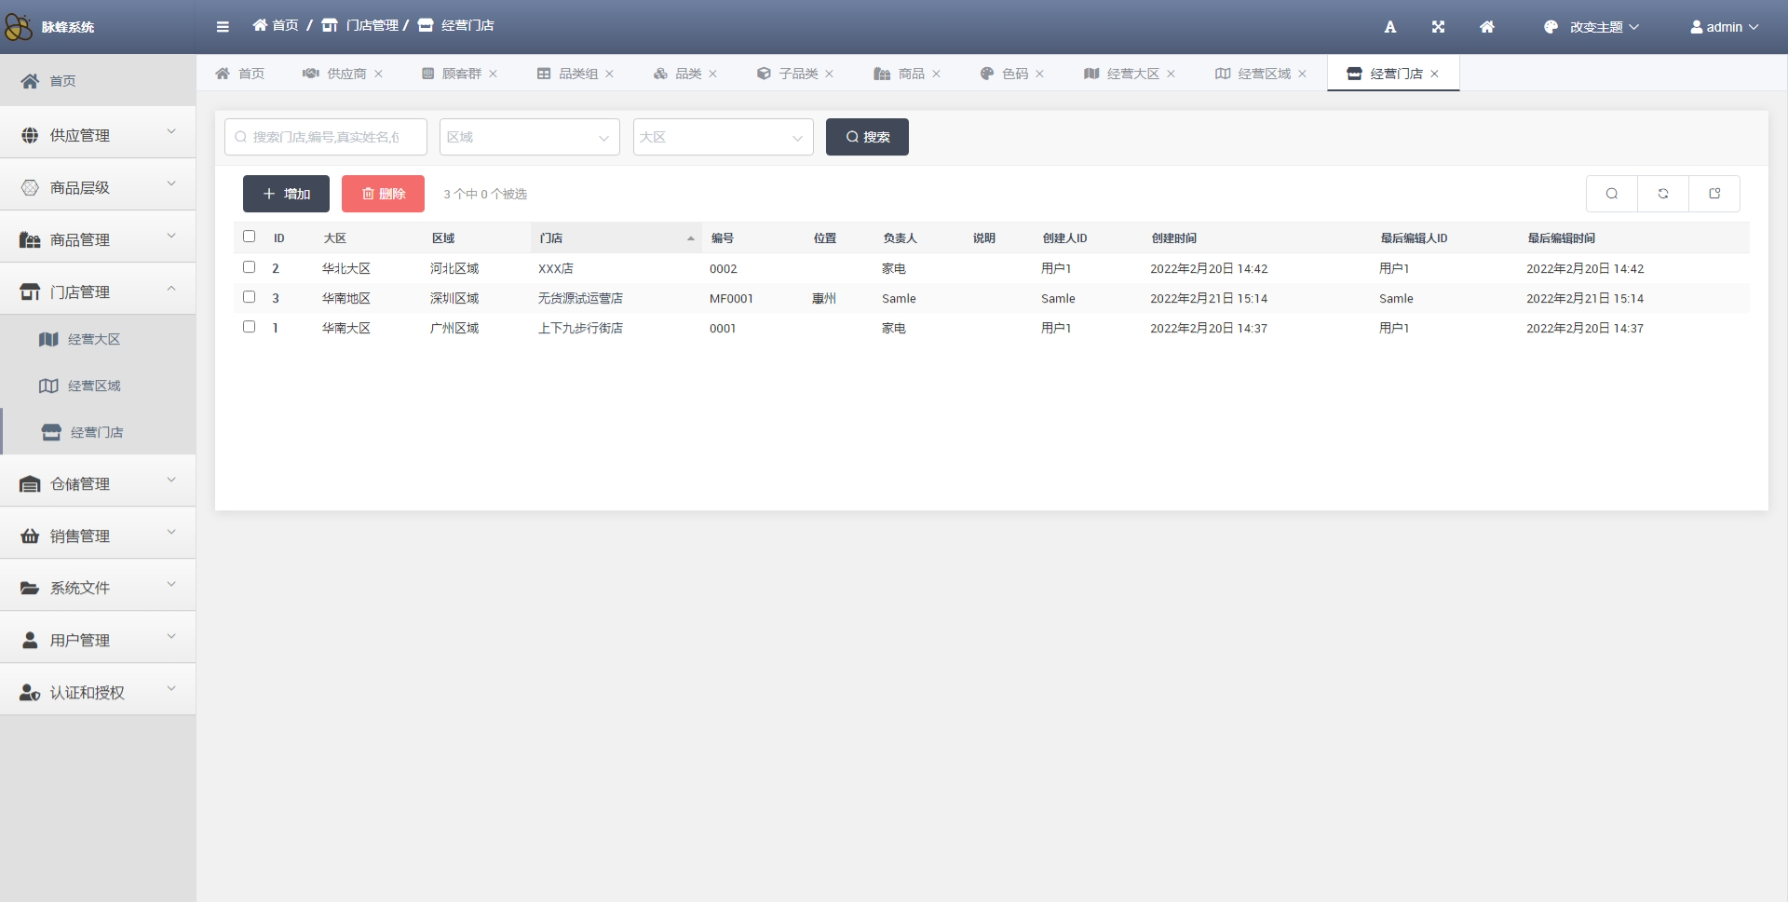 脉蜂系统
首页 / 门店管理 / 经营门店
A
改变主题
admin
首页
供应商
顾客群
品类组
品类
子品类
商品
色码
经营大区
经营区域
经营门店
首页
供应管理
商品层级
商品管理
门店管理
经营大区
经营区域
经营门店
仓储管理
销售管理
系统文件
用户管理
认证和授权
搜索门店,编号,真实姓名,
区域
大区
搜索
增加
删除
3 个中 0 个被选
ID 大区 区域 门店 编号 位置 负责人 说明 创建人ID 创建时间 最后编辑人ID 最后编辑时间
2 华北大区 河北区域 XXX店 0002 家电 用户1 2022年2月20日 14:42 用户1 2022年2月20日 14:42
3 华南地区 深圳区域 无货源试运营店 MF0001 惠州 Samle Samle 2022年2月21日 15:14 Samle 2022年2月21日 15:14
1 华南大区 广州区域 上下九步行街店 0001 家电 用户1 2022年2月20日 14:37 用户1 2022年2月20日 14:37